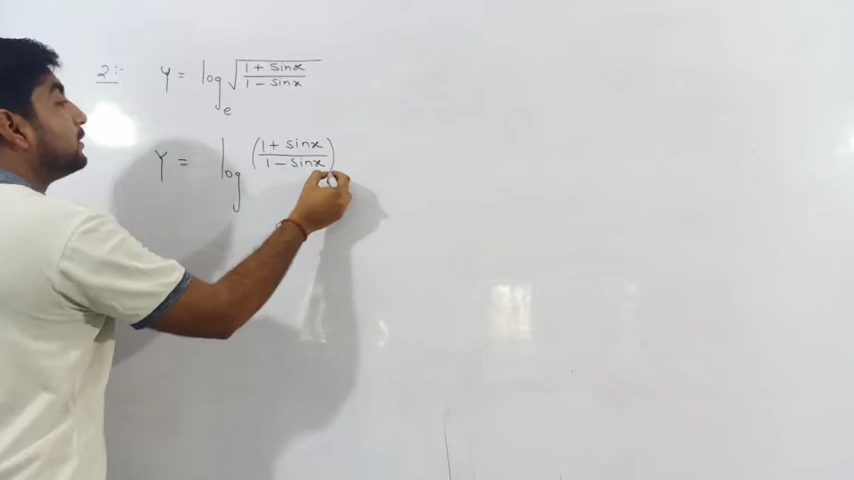 2:- Y = log_e √((1 + sinx)/(1 - sinx))
Y = log ((1 + sinx)/(1 - sinx))